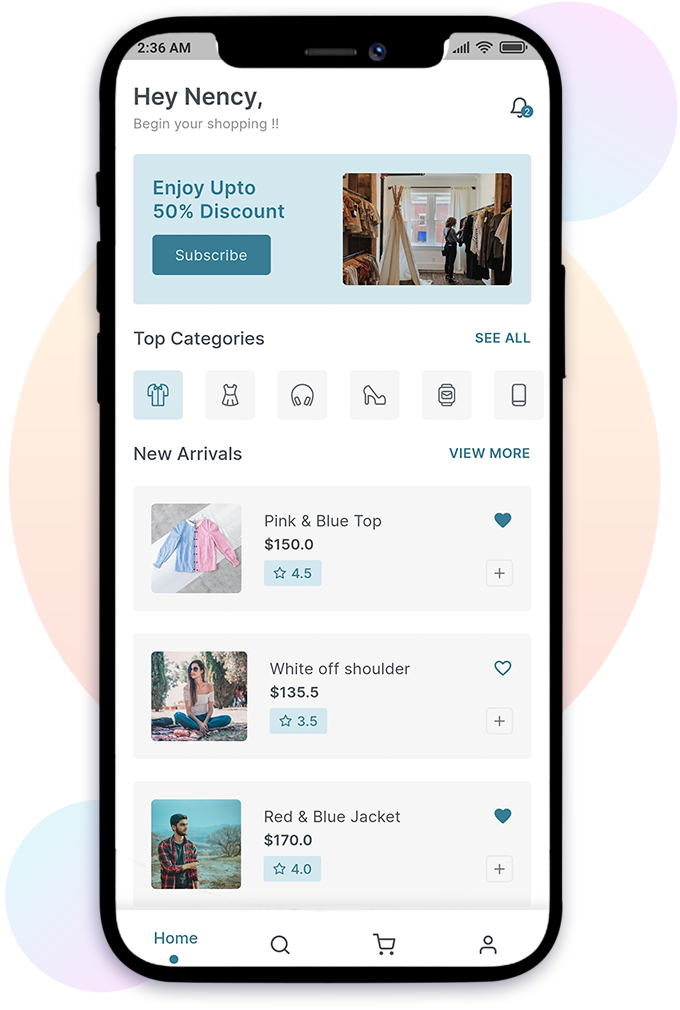 2:36 AM
Hey Nency,
2
Begin your shopping !!
Enjoy Upto
50% Discount
Subscribe
Top Categories
SEE ALL
New Arrivals
VIEW MORE
Pink & Blue Top
$150.0
4.5
White off shoulder
$135.5
3.5
Red & Blue Jacket
$170.0
4.0
Home